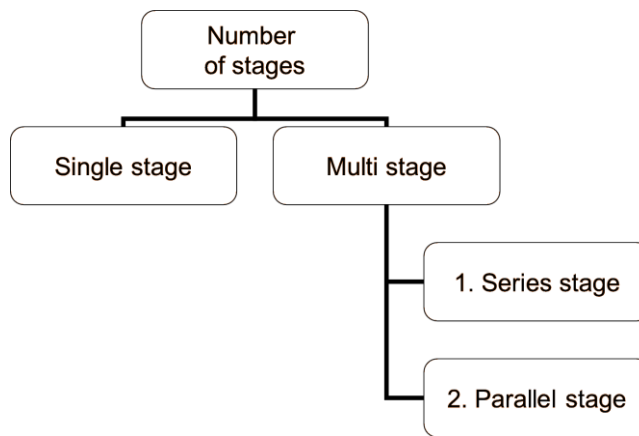 Number
of stages
Single stage
Multi stage
1. Series stage
2. Parallel stage